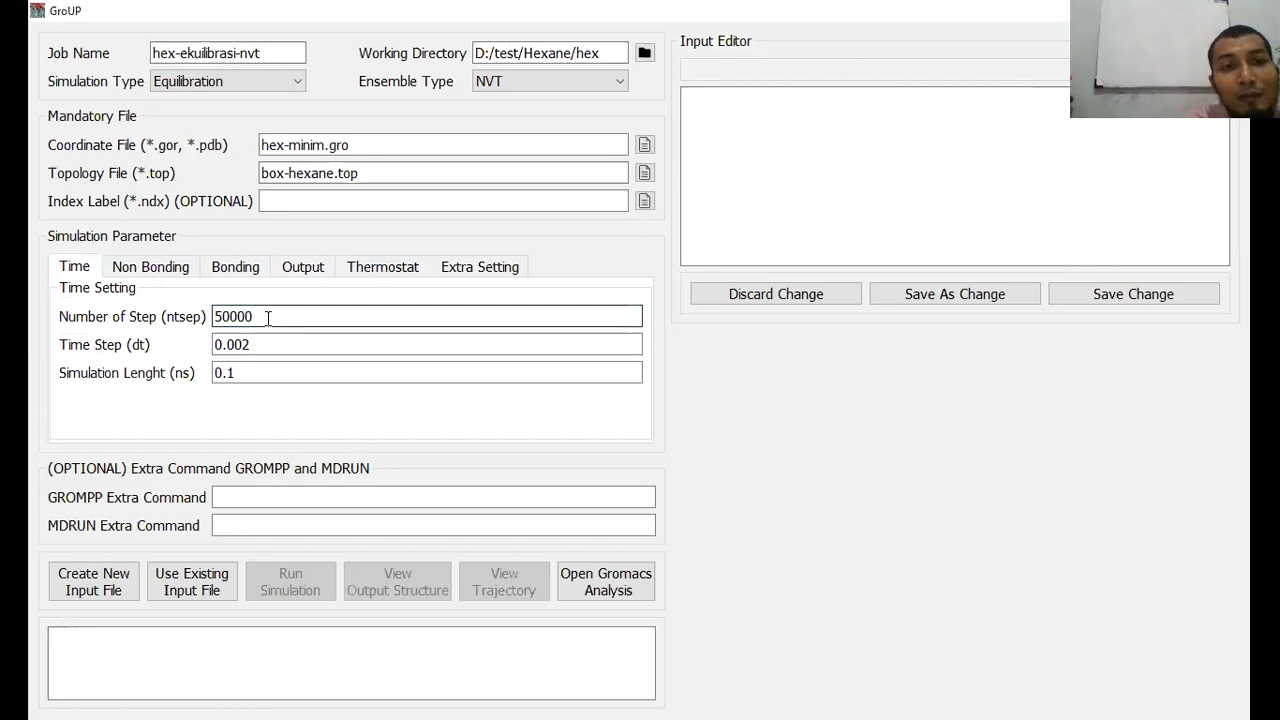 GroUP
Job Name hex-ekuilibrasi-nvt Working Directory D:/test/Hexane/hex
Simulation Type Equilibration Ensemble Type NVT
Mandatory File
Coordinate File (*.gor, *.pdb) hex-minim.gro
Topology File (*.top) box-hexane.top
Index Label (*.ndx) (OPTIONAL)
Simulation Parameter
Time Non Bonding Bonding Output Thermostat Extra Setting
Time Setting
Number of Step (ntsep) 50000
Time Step (dt) 0.002
Simulation Lenght (ns) 0.1
(OPTIONAL) Extra Command GROMPP and MDRUN
GROMPP Extra Command
MDRUN Extra Command
Create New Input File
Use Existing Input File
Run Simulation
View Output Structure
View Trajectory
Open Gromacs Analysis
Input Editor
Discard Change Save As Change Save Change